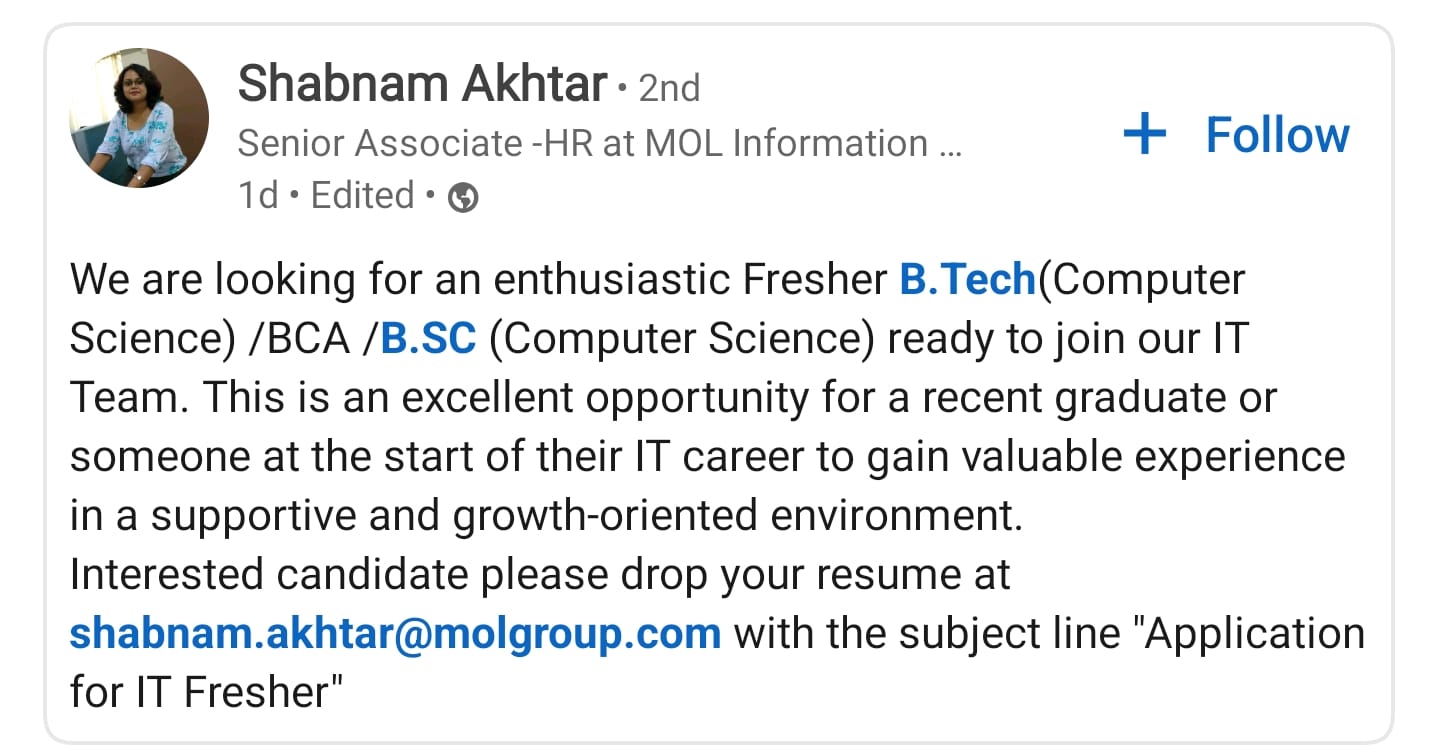 Shabnam Akhtar • 2nd
Senior Associate -HR at MOL Information ...
1d • Edited •
+ Follow
We are looking for an enthusiastic Fresher B.Tech(Computer
Science) /BCA /B.SC (Computer Science) ready to join our IT
Team. This is an excellent opportunity for a recent graduate or
someone at the start of their IT career to gain valuable experience
in a supportive and growth-oriented environment.
Interested candidate please drop your resume at
shabnam.akhtar@molgroup.com with the subject line "Application
for IT Fresher"